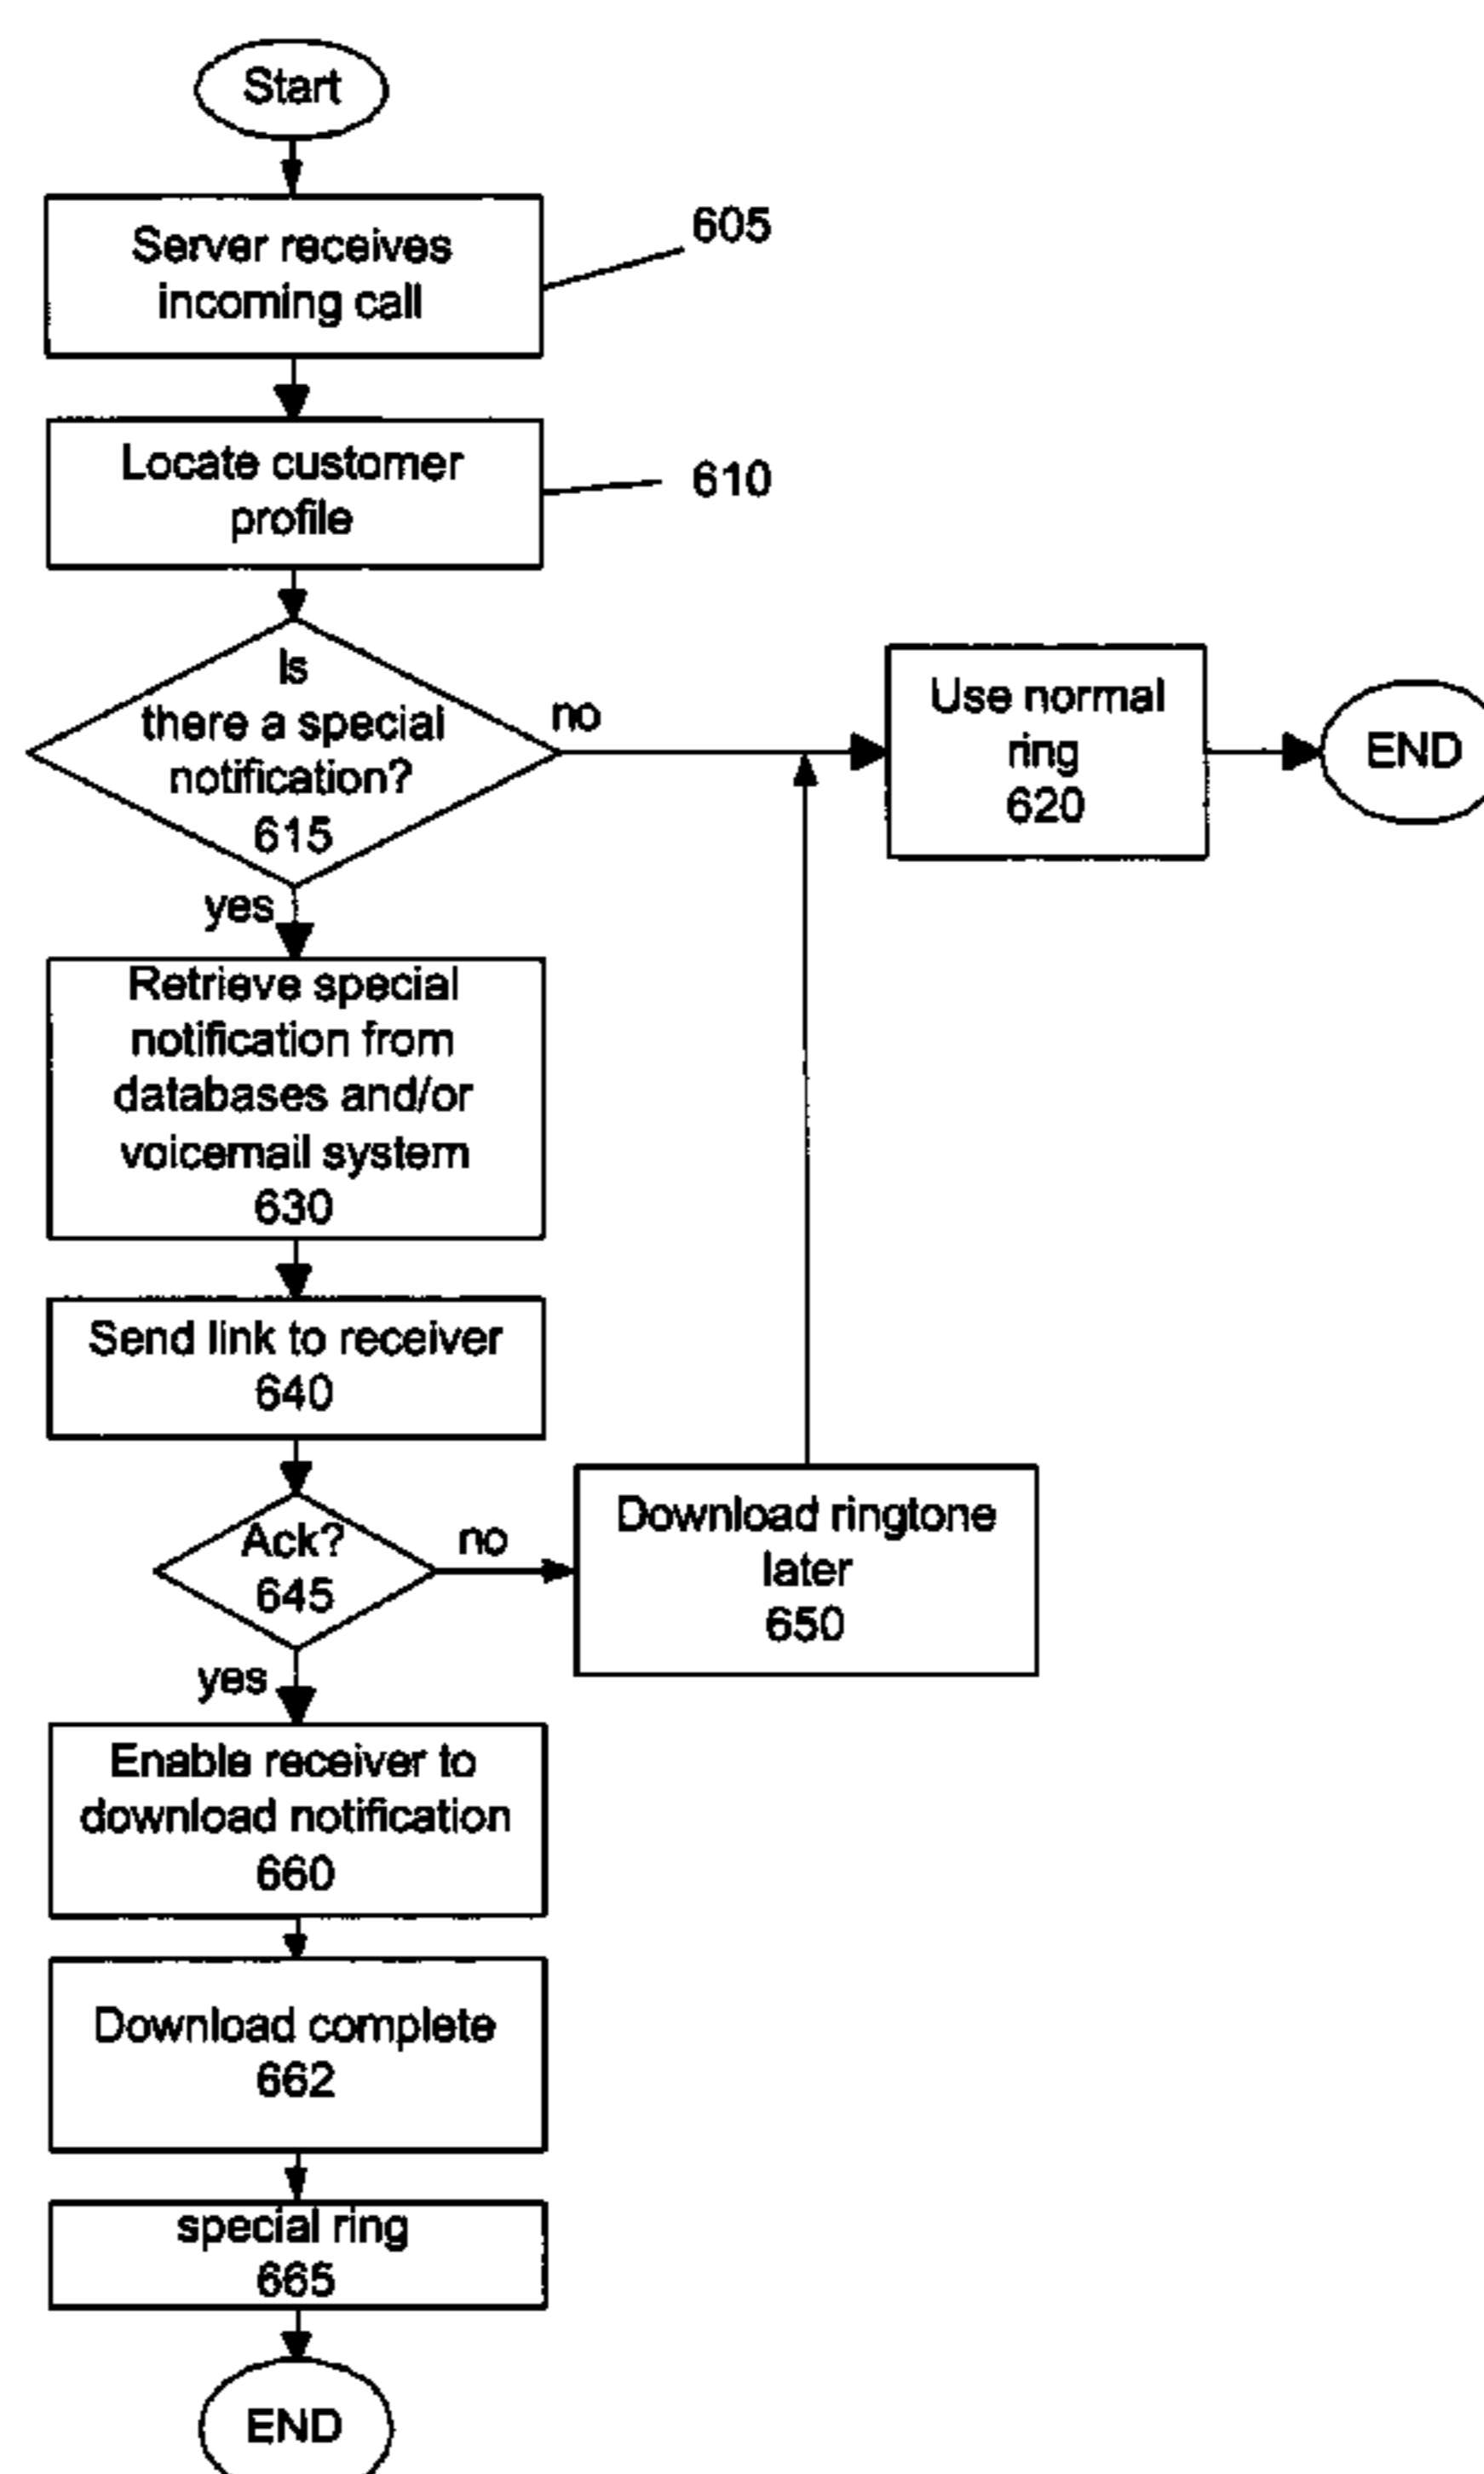 Start
Server receives
incoming call
605
Locate customer
profile
610
Is
there a special
notification?
615
no
Use normal
ring
620
END
yes
Retrieve special
notification from
databases and/or
voicemail system
630
Send link to receiver
640
Ack?
645
no
Download ringtone
later
650
yes
Enable receiver to
download notification
660
Download complete
662
special ring
665
END